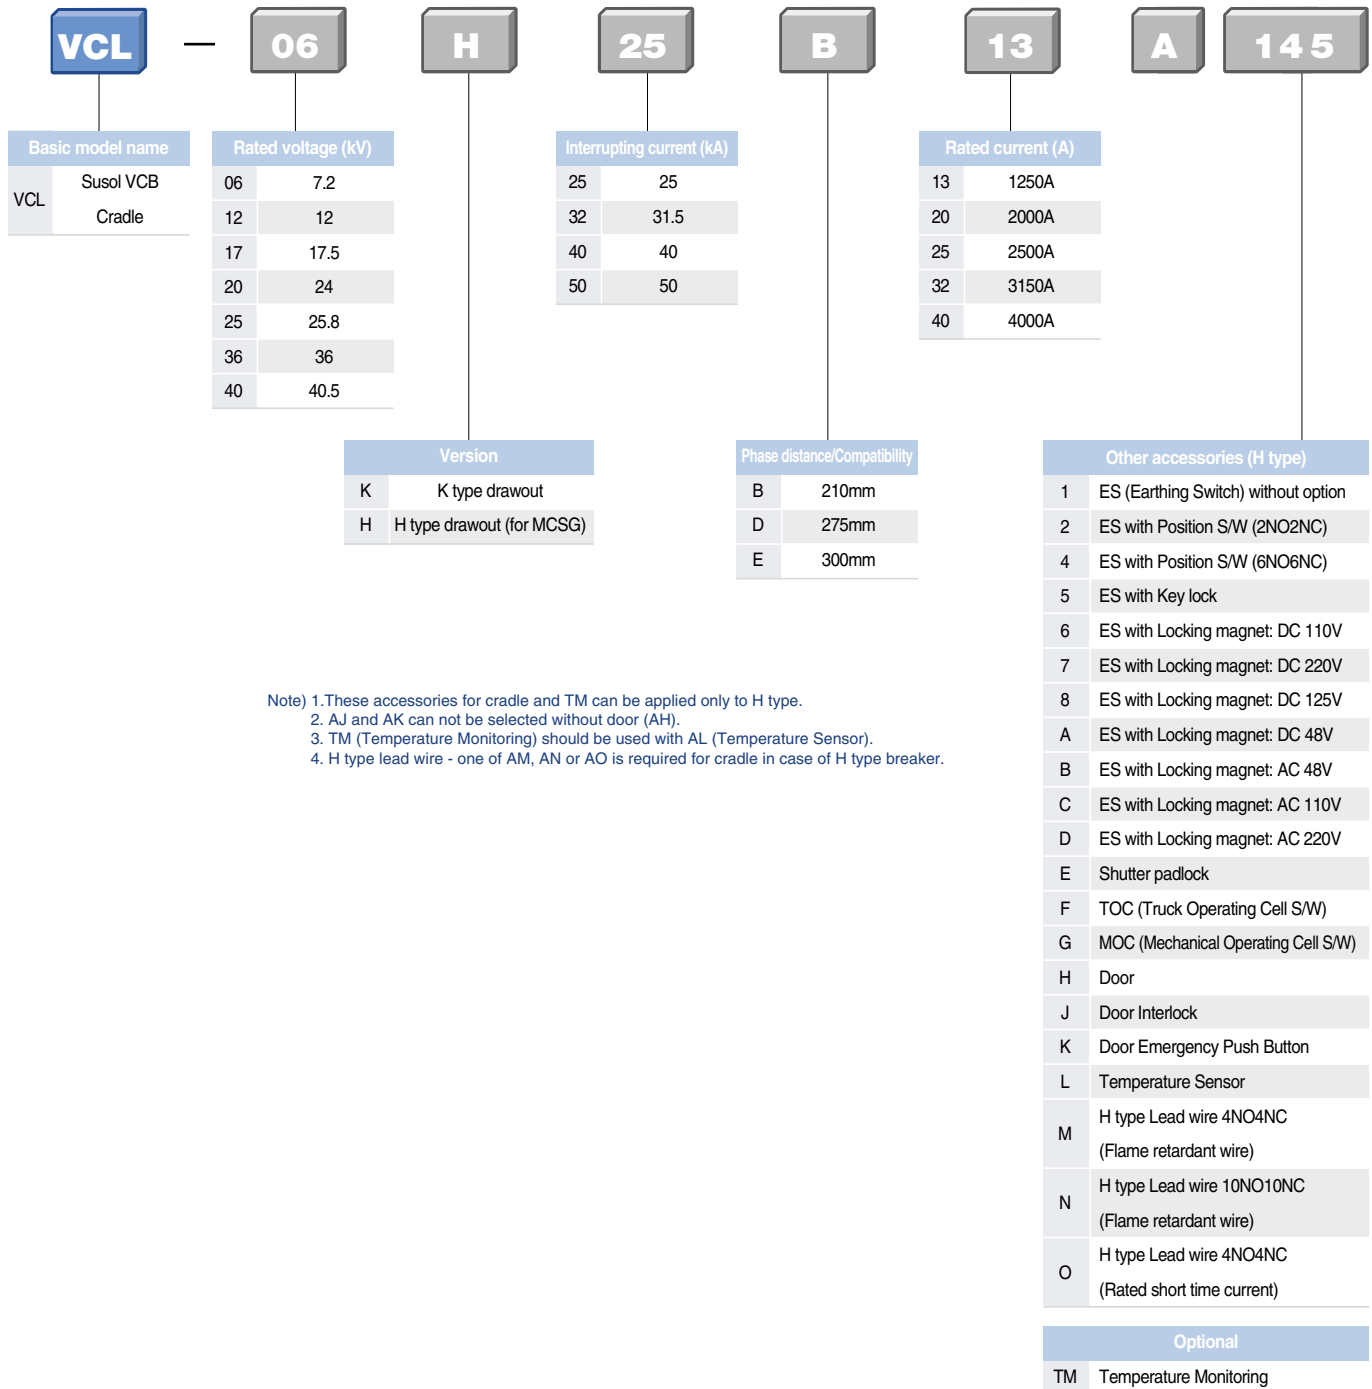 VCL — 06 H 25 B 13 A 145
Basic model name
VCL Susol VCB
Cradle
Rated voltage (kV)
06 7.2
12 12
17 17.5
20 24
25 25.8
36 36
40 40.5
Interrupting current (kA)
25 25
32 31.5
40 40
50 50
Rated current (A)
13 1250A
20 2000A
25 2500A
32 3150A
40 4000A
Version
K K type drawout
H H type drawout (for MCSG)
Phase distance/Compatibility
B 210mm
D 275mm
E 300mm
Other accessories (H type)
1 ES (Earthing Switch) without option
2 ES with Position S/W (2NO2NC)
4 ES with Position S/W (6NO6NC)
5 ES with Key lock
6 ES with Locking magnet: DC 110V
7 ES with Locking magnet: DC 220V
8 ES with Locking magnet: DC 125V
A ES with Locking magnet: DC 48V
B ES with Locking magnet: AC 48V
C ES with Locking magnet: AC 110V
D ES with Locking magnet: AC 220V
E Shutter padlock
F TOC (Truck Operating Cell S/W)
G MOC (Mechanical Operating Cell S/W)
H Door
J Door Interlock
K Door Emergency Push Button
L Temperature Sensor
M H type Lead wire 4NO4NC
(Flame retardant wire)
N H type Lead wire 10NO10NC
(Flame retardant wire)
O H type Lead wire 4NO4NC
(Rated short time current)
Optional
TM Temperature Monitoring
Note) 1.These accessories for cradle and TM can be applied only to H type.
2. AJ and AK can not be selected without door (AH).
3. TM (Temperature Monitoring) should be used with AL (Temperature Sensor).
4. H type lead wire - one of AM, AN or AO is required for cradle in case of H type breaker.